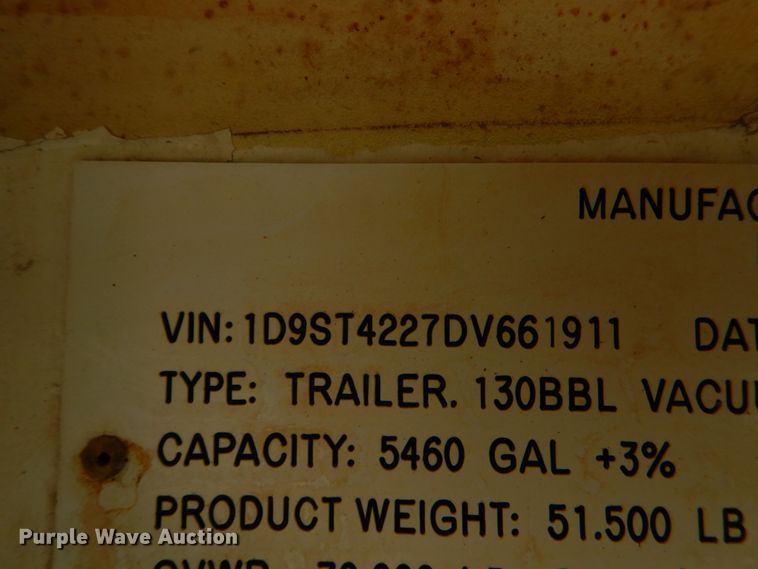 MANUFAC
VIN: 1D9ST4227DV661911 DAT
TYPE: TRAILER. 130BBL VACUU
CAPACITY: 5460 GAL +3%
PRODUCT WEIGHT: 51.500 LB
Purple Wave Auction